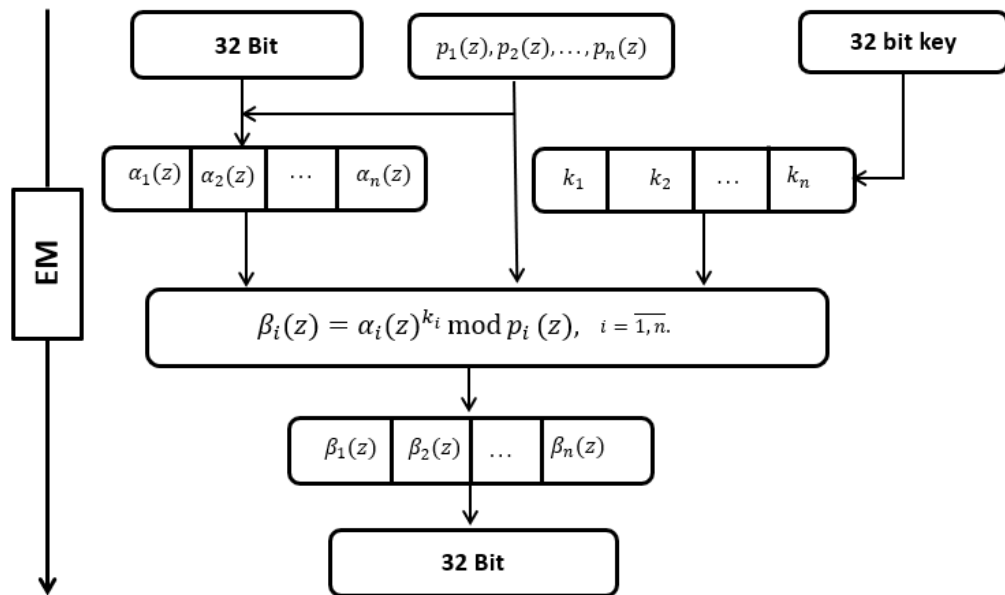 32 Bit
p₁(z), p₂(z), . . . , pₙ(z)
32 bit key
α₁(z) α₂(z) ... αₙ(z)
k₁ k₂ ... kₙ
EM
βᵢ(z) = αᵢ(z)^{kᵢ} mod pᵢ (z), i = \overline{1, n}.
β₁(z) β₂(z) ... βₙ(z)
32 Bit